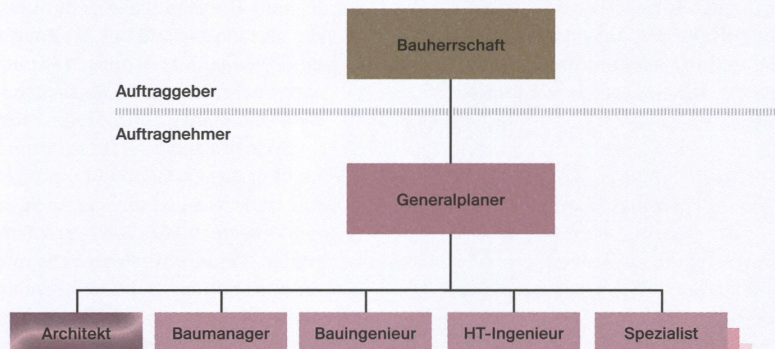 Bauherrschaft
Auftraggeber
Auftragnehmer
Generalplaner
Architekt
Baumanager
Bauingenieur
HT-Ingenieur
Spezialist